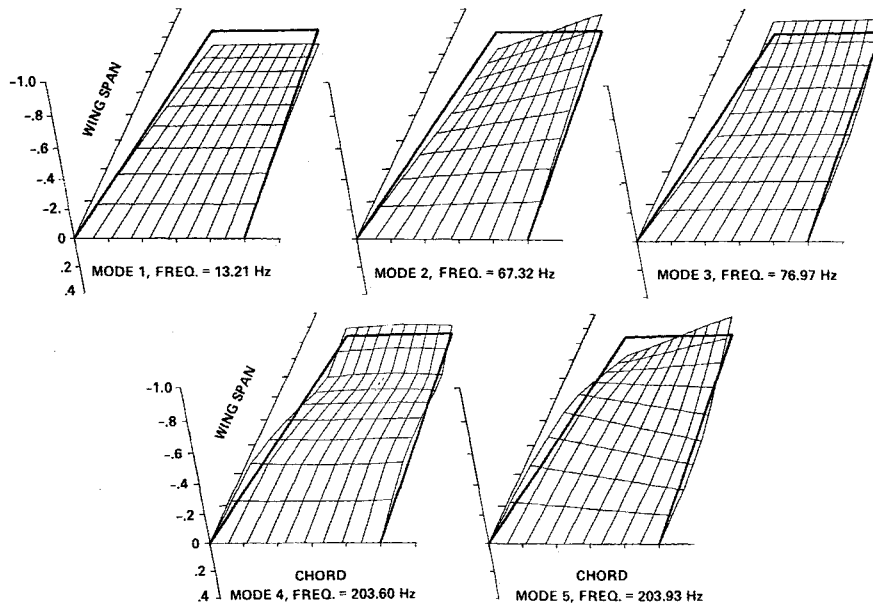 -1.0
-.8
-.6
-.4
-2.
0
.2
.4
WING SPAN
MODE 1, FREQ. = 13.21 Hz
MODE 2, FREQ. = 67.32 Hz
MODE 3, FREQ. = 76.97 Hz
-1.0
-.8
-.6
-.4
-.2
0
.2
.4
WING SPAN
CHORD
MODE 4, FREQ. = 203.60 Hz
CHORD
MODE 5, FREQ. = 203.93 Hz